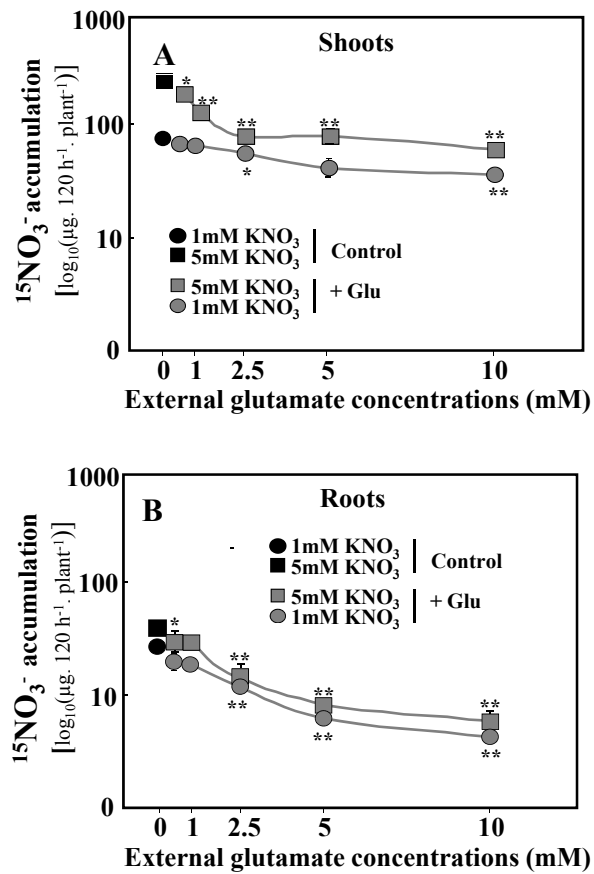 1000
A
Shoots
* ** ** ** **
100
* **
10
0
¹⁵NO₃⁻ accumulation
[log₁₀(µg. 120 h⁻¹. plant⁻¹)]
1mM KNO₃
5mM KNO₃
Control
5mM KNO₃
1mM KNO₃
+ Glu
0 1 2.5 5 10
External glutamate concentrations (mM)
1000
B
Roots
100
10
0
¹⁵NO₃⁻ accumulation
[log₁₀(µg. 120 h⁻¹. plant⁻¹)]
1mM KNO₃
5mM KNO₃
Control
5mM KNO₃
1mM KNO₃
+ Glu
* ** ** **
** ** **
0 1 2.5 5 10
External glutamate concentrations (mM)